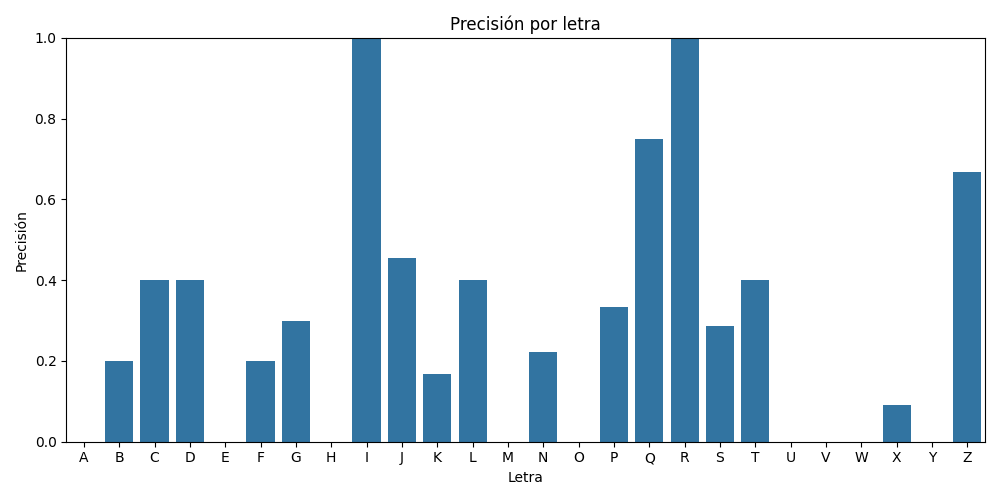 Precisión por letra
1.0
0.8
0.6
0.4
0.2
0.0
Precisión
A B C D E F G H I J K L M N O P Q R S T U V W X Y Z
Letra